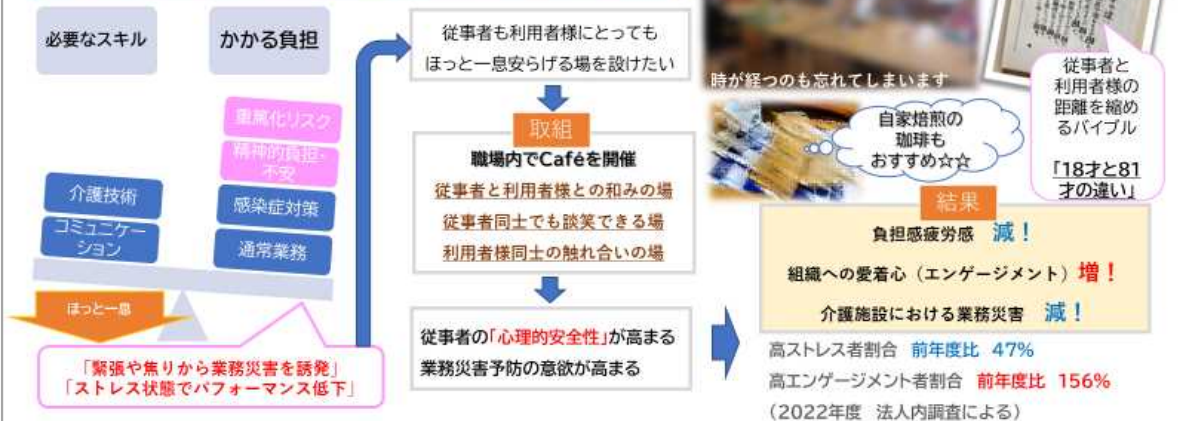 必要なスキル
かかる負担
重篤化リスク
精神的負担・
不安
介護技術
感染症対策
コミュニケー
ション
通常業務
ほっと一息
「緊張や焦りから業務災害を誘発」
「ストレス状態でパフォーマンス低下」
従事者も利用者様にとっても
ほっと一息安らげる場を設けたい
取組
職場内でCaféを開催
従事者と利用者様との和みの場
従事者同士でも談笑できる場
利用者様同士の触れ合いの場
従事者の「心理的安全性」が高まる
業務災害予防の意欲が高まる
時が経つのも忘れてしまいます
自家焙煎の
珈琲も
おすすめ☆☆
従事者と
利用者様の
距離を縮め
るバイブル
「18才と81
才の違い」
結果
負担感疲労感 減！
組織への愛着心（エンゲージメント）増！
介護施設における業務災害 減！
高ストレス者割合 前年度比 47%
高エンゲージメント者割合 前年度比 156%
（2022年度 法人内調査による）